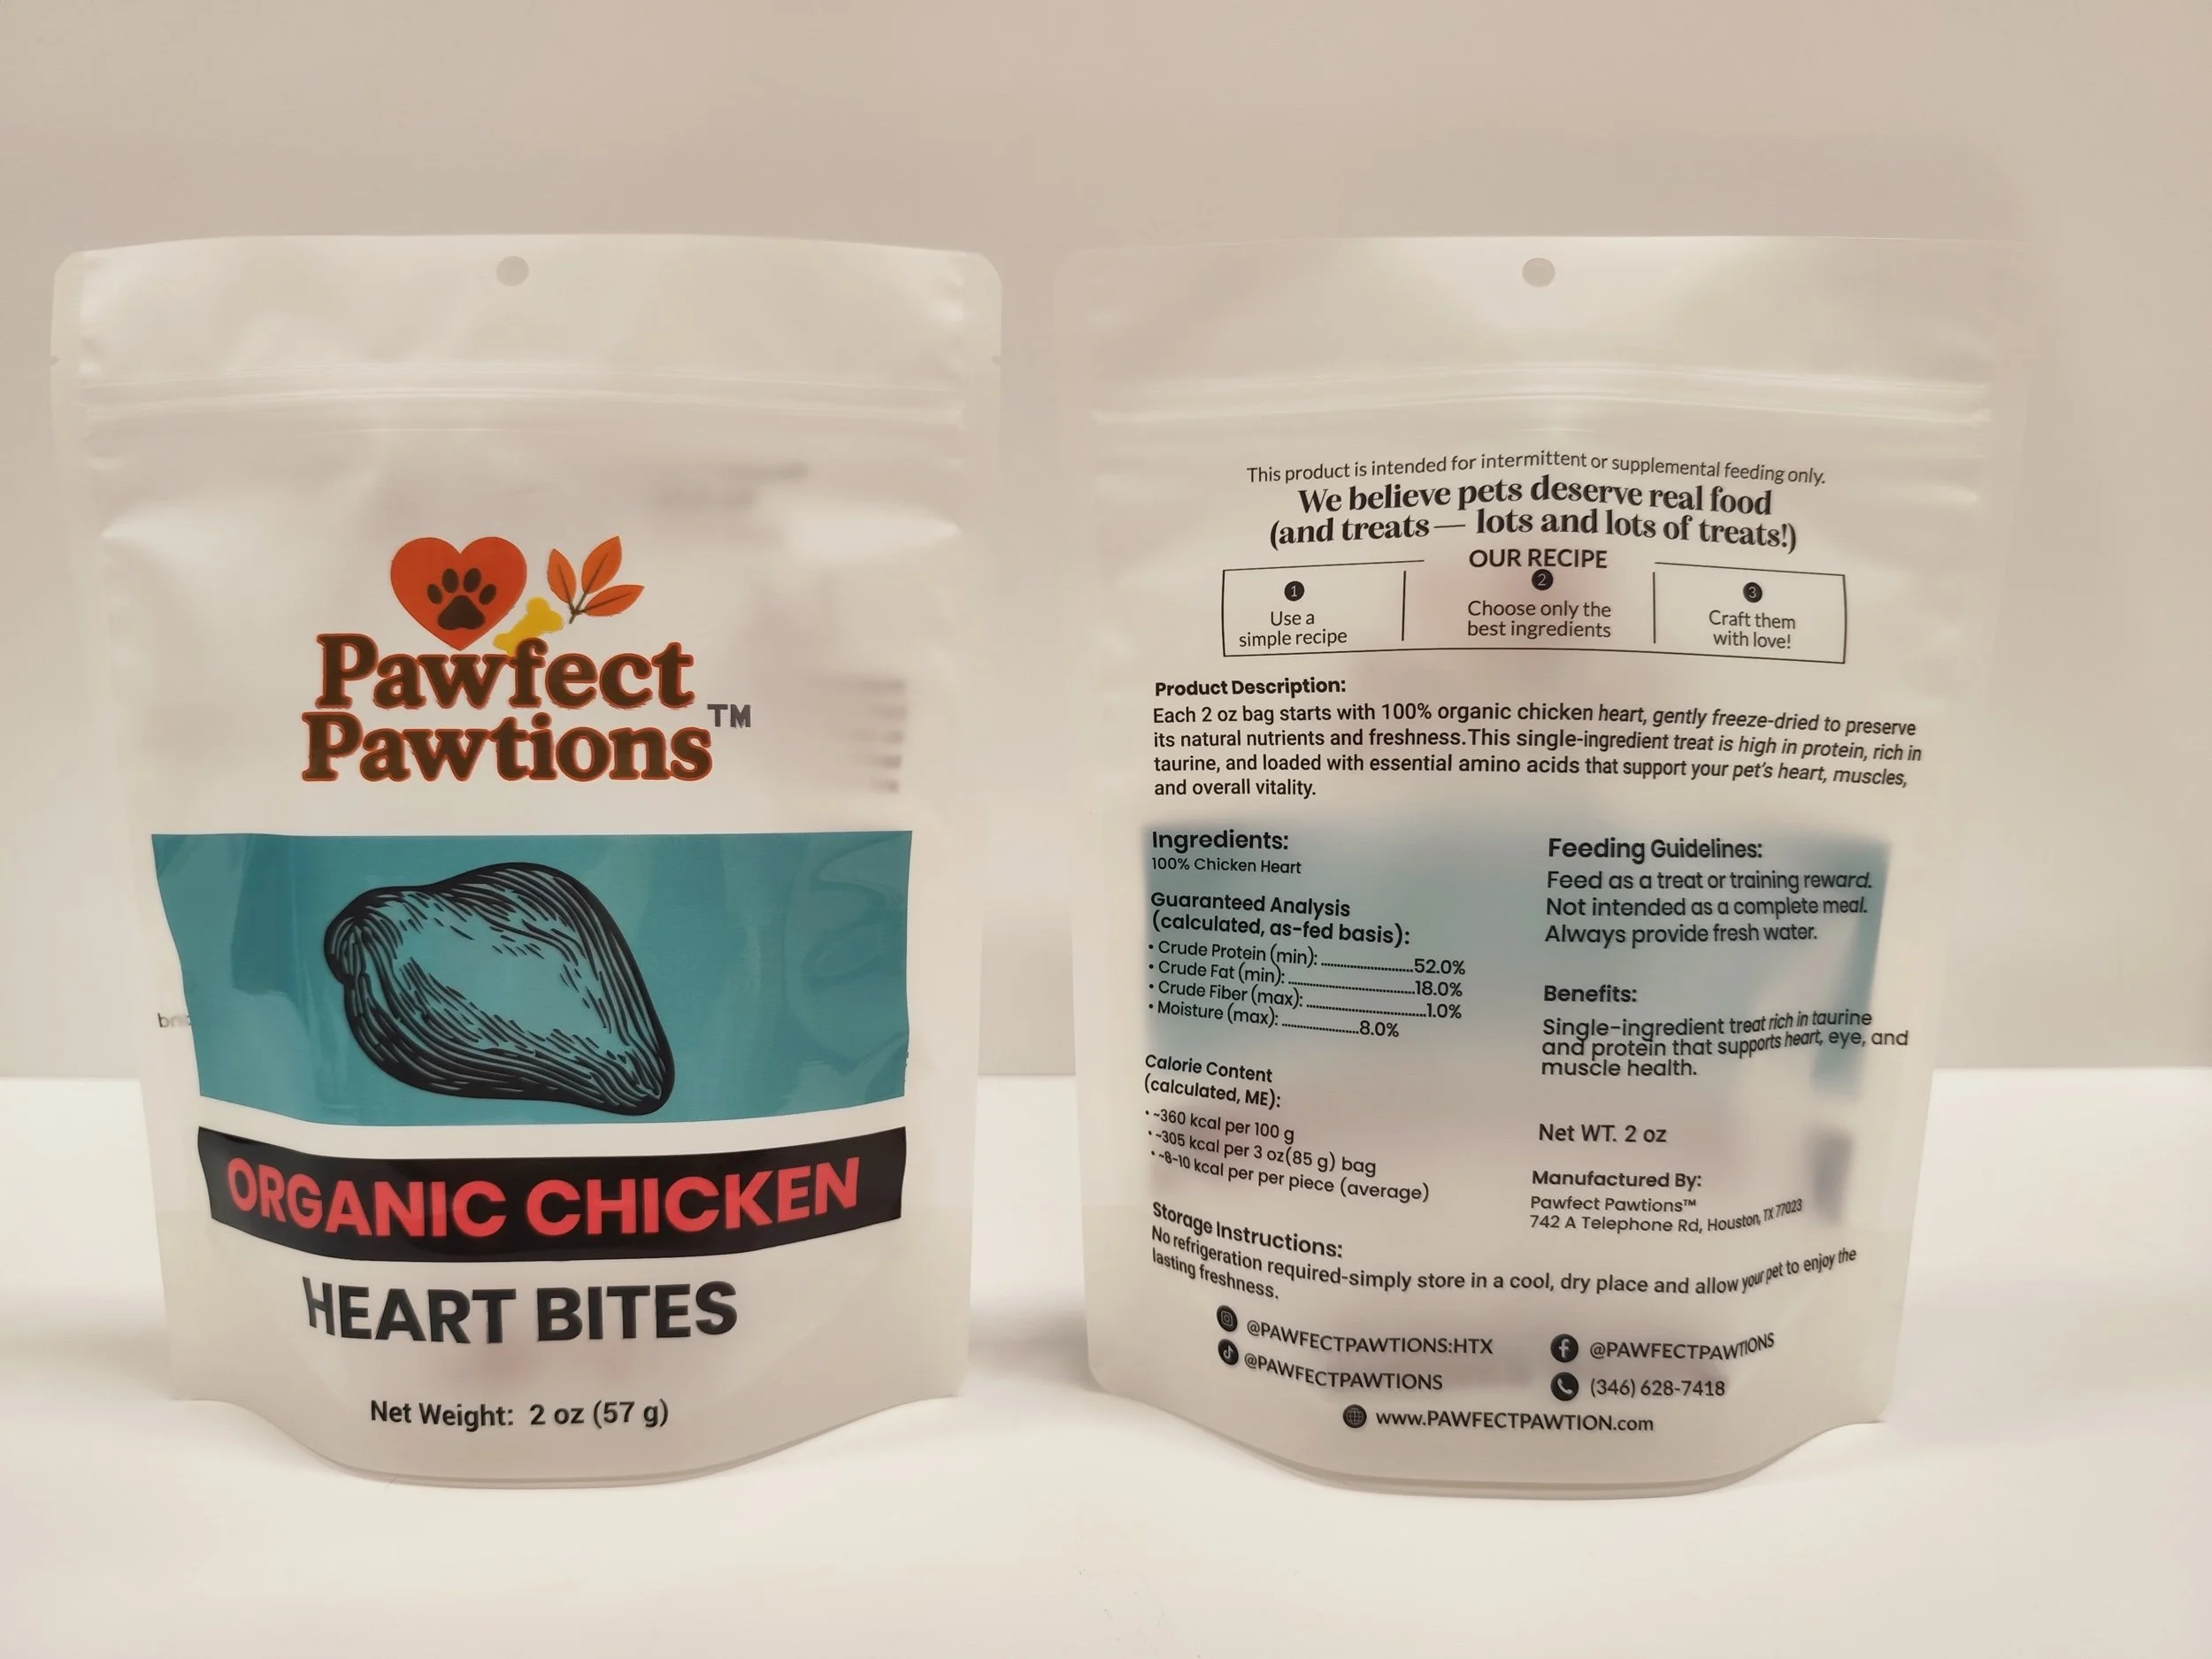 Pawfect
Pawtions™
ORGANIC CHICKEN
HEART BITES
Net Weight: 2 oz (57 g)
This product is intended for intermittent or supplemental feeding only.
We believe pets deserve real food
(and treats— lots and lots of treats!)
OUR RECIPE
1
Use a
simple recipe
2
Choose only the
best ingredients
3
Craft them
with love!
Product Description:
Each 2 oz bag starts with 100% organic chicken heart, gently freeze-dried to preserve
its natural nutrients and freshness.This single-ingredient treat is high in protein, rich in
taurine, and loaded with essential amino acids that support your pet's heart, muscles,
and overall vitality.
Ingredients:
100% Chicken Heart
Guaranteed Analysis
(calculated, as-fed basis):
• Crude Protein (min): ........................52.0%
• Crude Fat (min): ........................18.0%
• Crude Fiber (max): ........................1.0%
• Moisture (max): ........................8.0%
Calorie Content
(calculated, ME):
• ~360 kcal per 100 g
• ~305 kcal per 3 oz(85 g) bag
• ~8-10 kcal per per piece (average)
Feeding Guidelines:
Feed as a treat or training reward.
Not intended as a complete meal.
Always provide fresh water.
Benefits:
Single-ingredient treat rich in taurine
and protein that supports heart, eye, and
muscle health.
Net WT. 2 oz
Manufactured By:
Pawfect Pawtions™
742 A Telephone Rd, Houston, TX 77023
Storage Instructions:
No refrigeration required-simply store in a cool, dry place and allow your pet to enjoy the
lasting freshness.
@PAWFECTPAWTIONS:HTX
@PAWFECTPAWTIONS
@PAWFECTPAWTIONS
(346) 628-7418
www.PAWFECTPAWTION.com